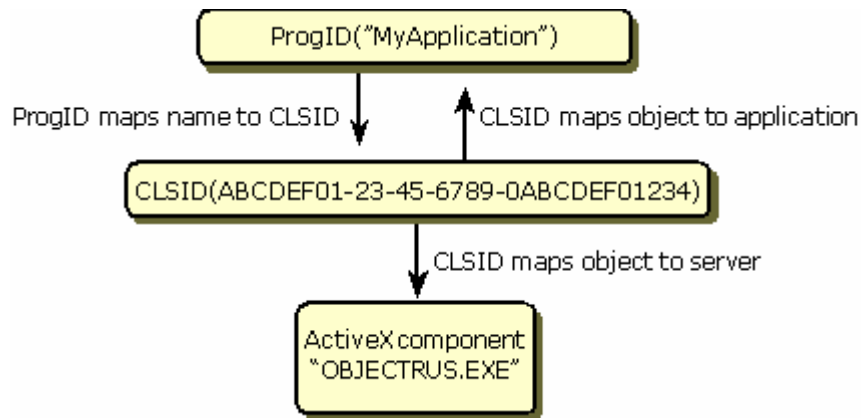 ProgID("MyApplication")
ProgID maps name to CLSID
CLSID maps object to application
CLSID(ABCDEF01-23-45-6789-0ABCDEF01234)
CLSID maps object to server
ActiveX component
"OBJECTRUS.EXE"